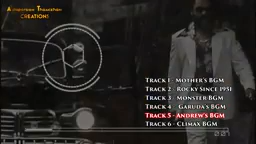 CREATIONS
TRACK 1 - MOTHER'S BGM
TRACK 2 - ROCKY SINCE 1951
TRACK 3 - MONSTER BGM
TRACK 4 - GARUDA'S BGM
TRACK 5 - ANDREW'S BGM
TRACK 6 - CLIMAX BGM